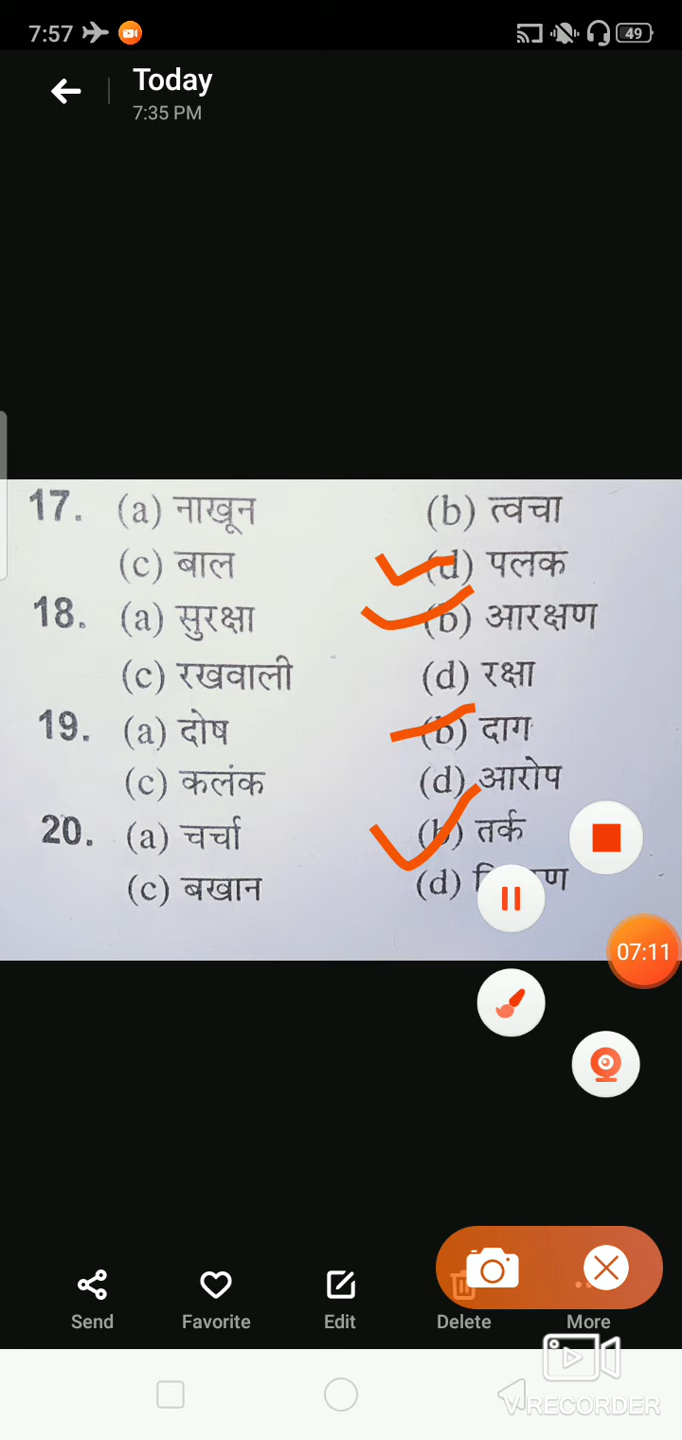 7:57 49
Today
7:35 PM
17. (a) नाखून (b) त्वचा
(c) बाल (d) पलक
18. (a) सुरक्षा (b) आरक्षण
(c) रखवाली (d) रक्षा
19. (a) दोष (b) दाग
(c) कलंक (d) आरोप
20. (a) चर्चा (b) तर्क
(c) बखान (d)
07:11
Send Favorite Edit Delete More
V RECORDER